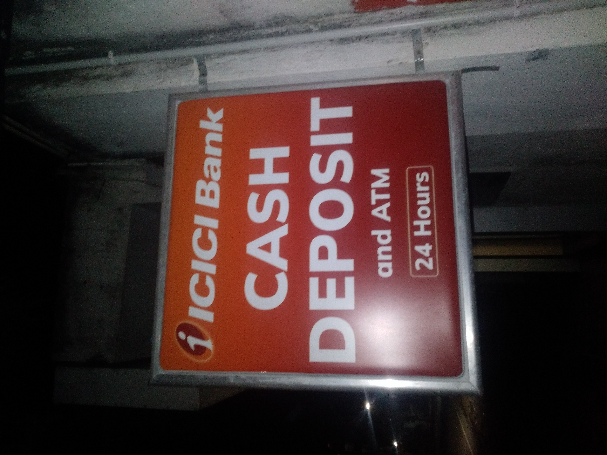 i ICICI Bank
CASH
DEPOSIT
and ATM
24 Hours